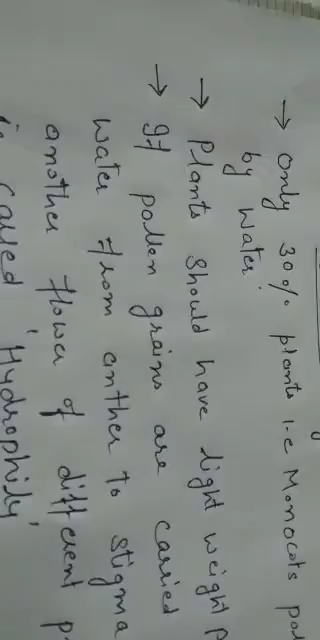 → Only 30% plants i.e Monocots
by water.
→ Plants should have light weight
→ If pollen grains are carried
water from anther to stigma
another flower of different
is called 'Hydrophily'